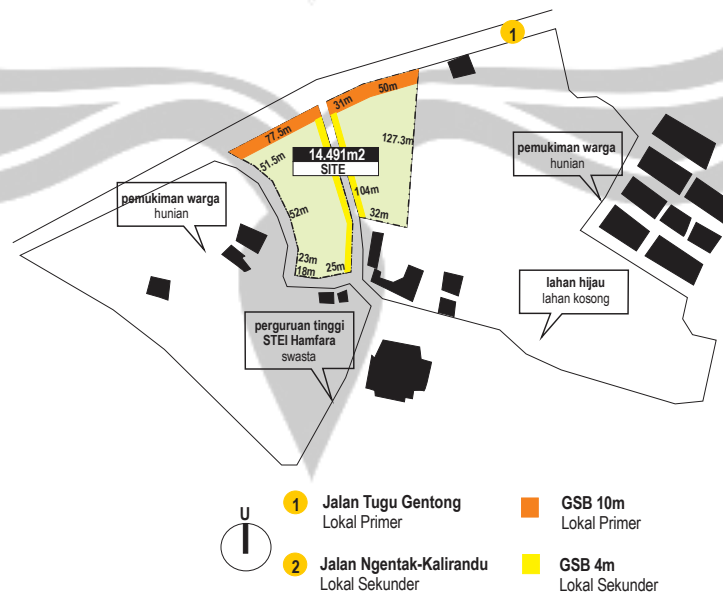 1
50m
31m
77.5m
127.3m
51.5m
14.491m2
SITE
pemukiman warga
hunian
104m
pemukiman warga
hunian
52m
32m
23m
18m
25m
lahan hijau
lahan kosong
perguruan tinggi
STEI Hamfara
swasta
U
1
Jalan Tugu Gentong
Lokal Primer
GSB 10m
Lokal Primer
2
Jalan Ngentak-Kalirandu
Lokal Sekunder
GSB 4m
Lokal Sekunder